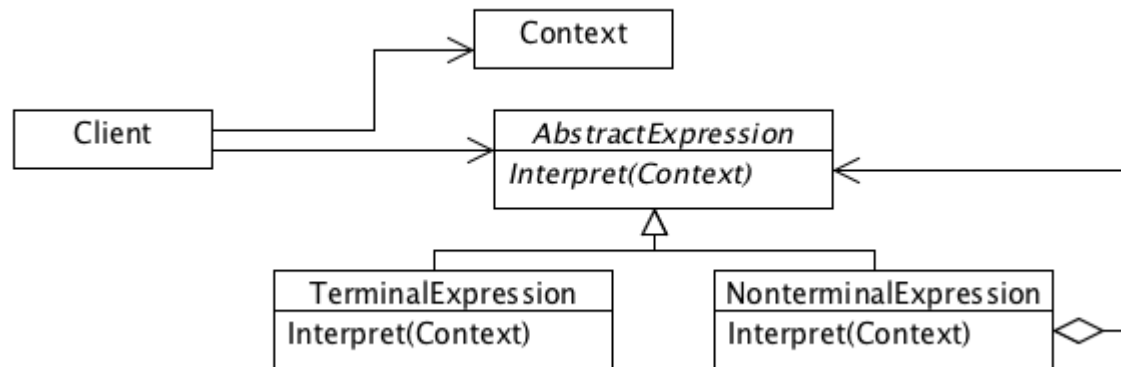 Context
Client
AbstractExpression
Interpret(Context)
TerminalExpression
Interpret(Context)
NonterminalExpression
Interpret(Context)